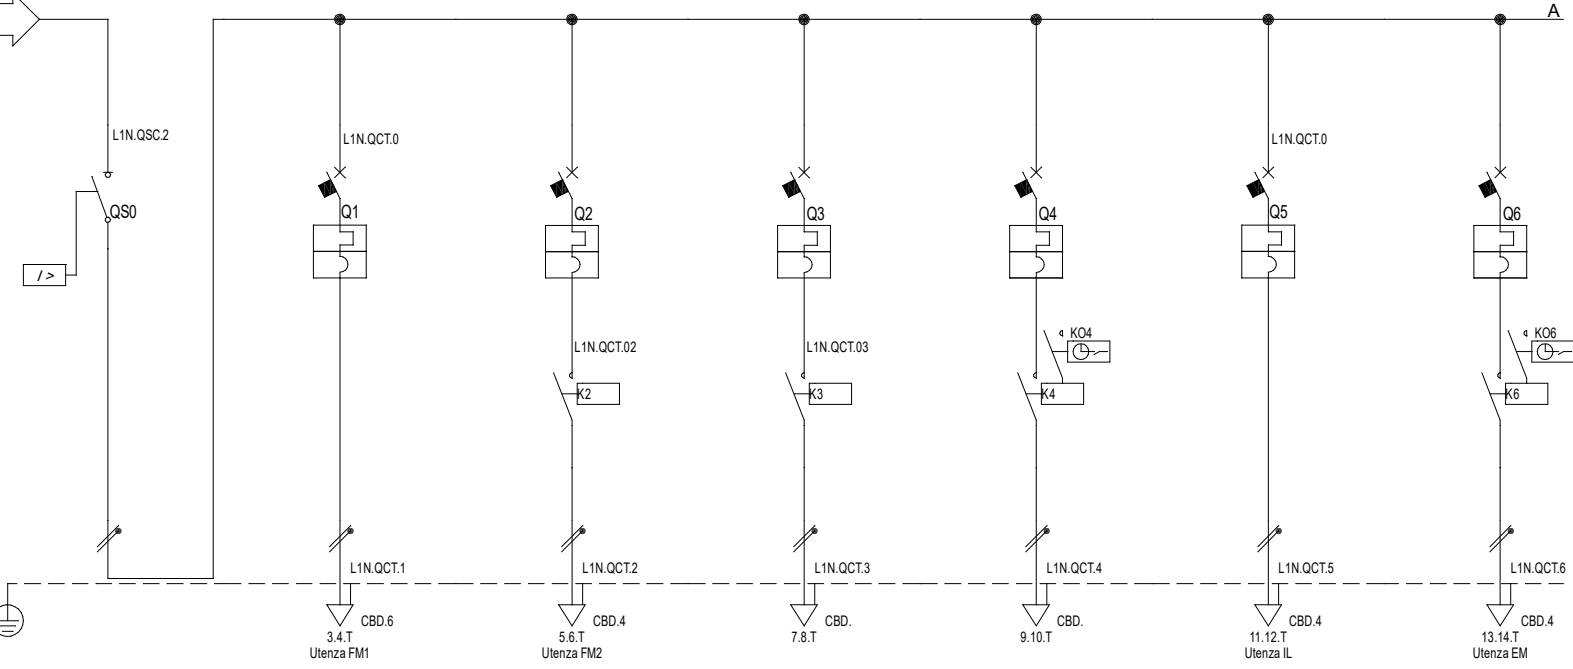 A
L1N.QSC.2
L1N.QCT.0
L1N.QCT.0
QS0
Q1
Q2
Q3
Q4
Q5
Q6
/ >
KO4
KO6
L1N.QCT.02
L1N.QCT.03
K2
K3
K4
K6
L1N.QCT.1
L1N.QCT.2
L1N.QCT.3
L1N.QCT.4
L1N.QCT.5
L1N.QCT.6
CBD.6
CBD.4
CBD.
CBD.
CBD.4
CBD.4
3.4.T
5.6.T
7.8.T
9.10.T
11.12.T
13.14.T
Utenza FM1
Utenza FM2
Utenza IL
Utenza EM